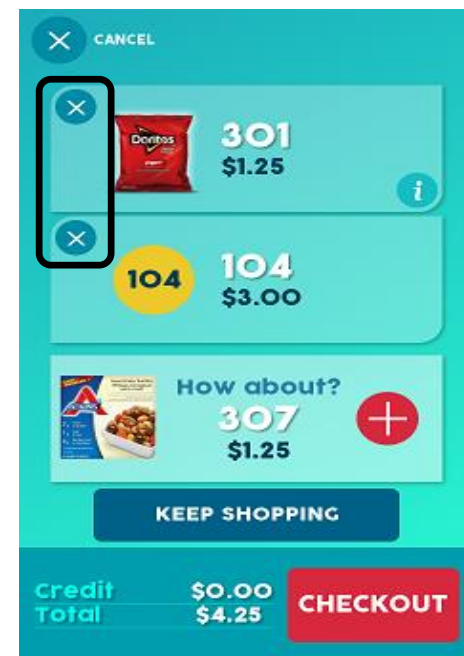 CANCEL
Doritos
301
$1.25
i
104
104
$3.00
ATKINS
How about?
307
$1.25
KEEP SHOPPING
Credit $0.00
Total $4.25
CHECKOUT